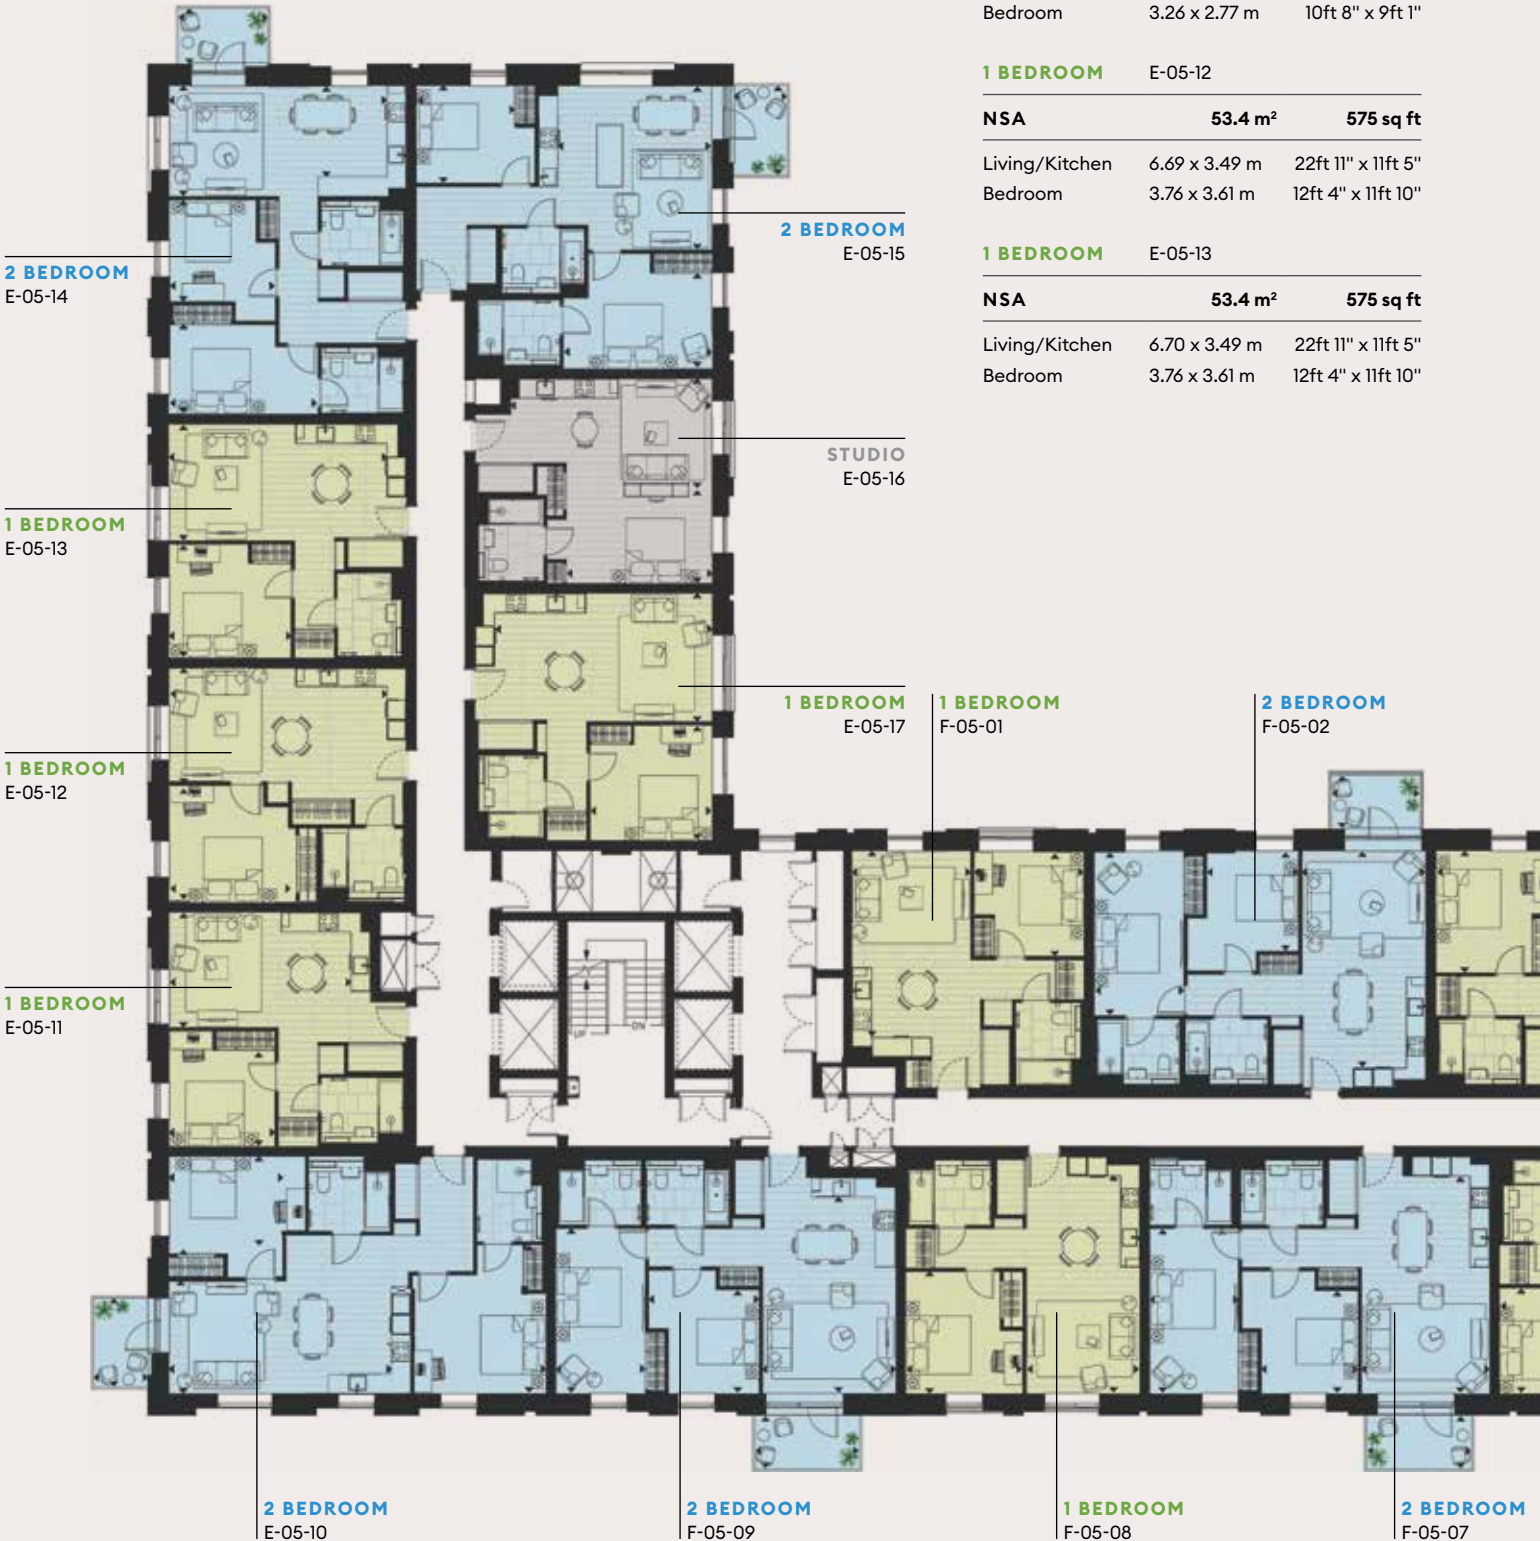 Bedroom 3.26 x 2.77 m 10ft 8" x 9ft 1"
1 BEDROOM E-05-12
NSA 53.4 m² 575 sq ft
Living/Kitchen 6.69 x 3.49 m 22ft 11" x 11ft 5"
Bedroom 3.76 x 3.61 m 12ft 4" x 11ft 10"
1 BEDROOM E-05-13
NSA 53.4 m² 575 sq ft
Living/Kitchen 6.70 x 3.49 m 22ft 11" x 11ft 5"
Bedroom 3.76 x 3.61 m 12ft 4" x 11ft 10"
2 BEDROOM
E-05-15
2 BEDROOM
E-05-14
STUDIO
E-05-16
1 BEDROOM
E-05-13
1 BEDROOM
E-05-17
1 BEDROOM
F-05-01
2 BEDROOM
F-05-02
1 BEDROOM
E-05-12
1 BEDROOM
E-05-11
UP
DN
2 BEDROOM
E-05-10
2 BEDROOM
F-05-09
1 BEDROOM
F-05-08
2 BEDROOM
F-05-07